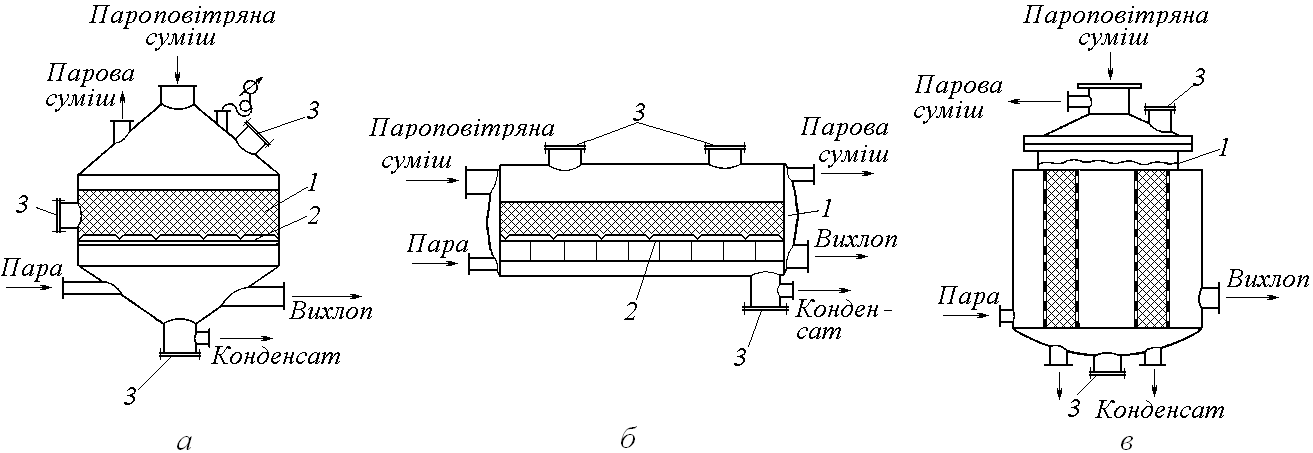 Пароповітряна
суміш
Парова
суміш
3
1
3
2
Пара
Вихлоп
Конденсат
3
а
3
Пароповітряна
суміш
Парова
суміш
1
Пара
Вихлоп
2
Конден-
сат
3
б
Пароповітряна
суміш
3
Парова
суміш
1
Пара
Вихлоп
3
Конденсат
в